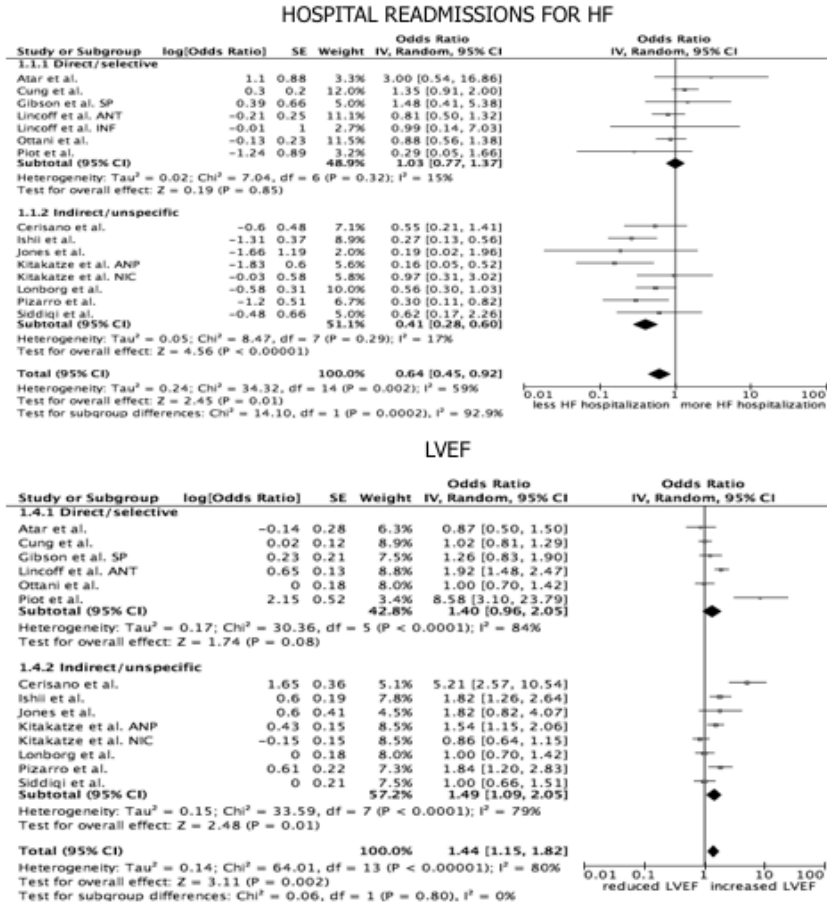 HOSPITAL READMISSIONS FOR HF
Odds Ratio Odds Ratio
Study or Subgroup log[Odds Ratio] SE Weight IV, Random, 95% CI IV, Random, 95% CI
1.1.1 Direct/selective
Atar et al. 1.1 0.88 3.3% 3.00 [0.54, 16.86]
Cung et al. 0.3 0.2 12.0% 1.35 [0.91, 2.00]
Gibson et al. SP 0.39 0.66 5.0% 1.48 [0.41, 5.38]
Lincoff et al. ANT -0.21 0.25 11.1% 0.81 [0.50, 1.32]
Lincoff et al. INF -0.01 1 2.7% 0.99 [0.14, 7.03]
Ottani et al. -0.13 0.23 11.5% 0.88 [0.56, 1.38]
Piot et al. -1.24 0.89 3.2% 0.29 [0.05, 1.66]
Subtotal (95% CI) 48.9% 1.03 [0.77, 1.37]
Heterogeneity: Tau² = 0.02; Chi² = 7.04, df = 6 (P = 0.32); I² = 15%
Test for overall effect: Z = 0.19 (P = 0.85)
1.1.2 Indirect/unspecific
Cerisano et al. -0.6 0.48 7.1% 0.55 [0.21, 1.41]
Ishii et al. -1.31 0.37 8.9% 0.27 [0.13, 0.56]
Jones et al. -1.66 1.19 2.0% 0.19 [0.02, 1.96]
Kitakatze et al. ANP -1.83 0.6 5.6% 0.16 [0.05, 0.52]
Kitakatze et al. NIC -0.03 0.58 5.8% 0.97 [0.31, 3.02]
Lonborg et al. -0.58 0.31 10.0% 0.56 [0.30, 1.03]
Pizarro et al. -1.2 0.51 6.7% 0.30 [0.11, 0.82]
Siddiqi et al. -0.48 0.66 5.0% 0.62 [0.17, 2.26]
Subtotal (95% CI) 51.1% 0.41 [0.28, 0.60]
Heterogeneity: Tau² = 0.05; Chi² = 8.47, df = 7 (P = 0.29); I² = 17%
Test for overall effect: Z = 4.56 (P < 0.00001)
Total (95% CI) 100.0% 0.64 [0.45, 0.92]
Heterogeneity: Tau² = 0.24; Chi² = 34.32, df = 14 (P = 0.002); I² = 59%
Test for overall effect: Z = 2.45 (P = 0.01)
Test for subgroup differences: Chi² = 14.10, df = 1 (P = 0.0002), I² = 92.9%
0.01 0.1 1 10 100
less HF hospitalization more HF hospitalization
LVEF
Odds Ratio Odds Ratio
Study or Subgroup log[Odds Ratio] SE Weight IV, Random, 95% CI IV, Random, 95% CI
1.4.1 Direct/selective
Atar et al. -0.14 0.28 6.3% 0.87 [0.50, 1.50]
Cung et al. 0.02 0.12 8.9% 1.02 [0.81, 1.29]
Gibson et al. SP 0.23 0.21 7.5% 1.26 [0.83, 1.90]
Lincoff et al. ANT 0.65 0.13 8.8% 1.92 [1.48, 2.47]
Ottani et al. 0 0.18 8.0% 1.00 [0.70, 1.42]
Piot et al. 2.15 0.52 3.4% 8.58 [3.10, 23.79]
Subtotal (95% CI) 42.8% 1.40 [0.96, 2.05]
Heterogeneity: Tau² = 0.17; Chi² = 30.36, df = 5 (P < 0.0001); I² = 84%
Test for overall effect: Z = 1.74 (P = 0.08)
1.4.2 Indirect/unspecific
Cerisano et al. 1.65 0.36 5.1% 5.21 [2.57, 10.54]
Ishii et al. 0.6 0.19 7.8% 1.82 [1.26, 2.64]
Jones et al. 0.6 0.41 4.5% 1.82 [0.82, 4.07]
Kitakatze et al. ANP 0.43 0.15 8.5% 1.54 [1.15, 2.06]
Kitakatze et al. NIC -0.15 0.15 8.5% 0.86 [0.64, 1.15]
Lonborg et al. 0 0.18 8.0% 1.00 [0.70, 1.42]
Pizarro et al. 0.61 0.22 7.3% 1.84 [1.20, 2.83]
Siddiqi et al. 0 0.21 7.5% 1.00 [0.66, 1.51]
Subtotal (95% CI) 57.2% 1.49 [1.09, 2.05]
Heterogeneity: Tau² = 0.15; Chi² = 33.59, df = 7 (P < 0.0001); I² = 79%
Test for overall effect: Z = 2.48 (P = 0.01)
Total (95% CI) 100.0% 1.44 [1.15, 1.82]
Heterogeneity: Tau² = 0.14; Chi² = 64.01, df = 13 (P < 0.00001); I² = 80%
Test for overall effect: Z = 3.11 (P = 0.002)
Test for subgroup differences: Chi² = 0.06, df = 1 (P = 0.80), I² = 0%
0.01 0.1 1 10 100
reduced LVEF increased LVEF